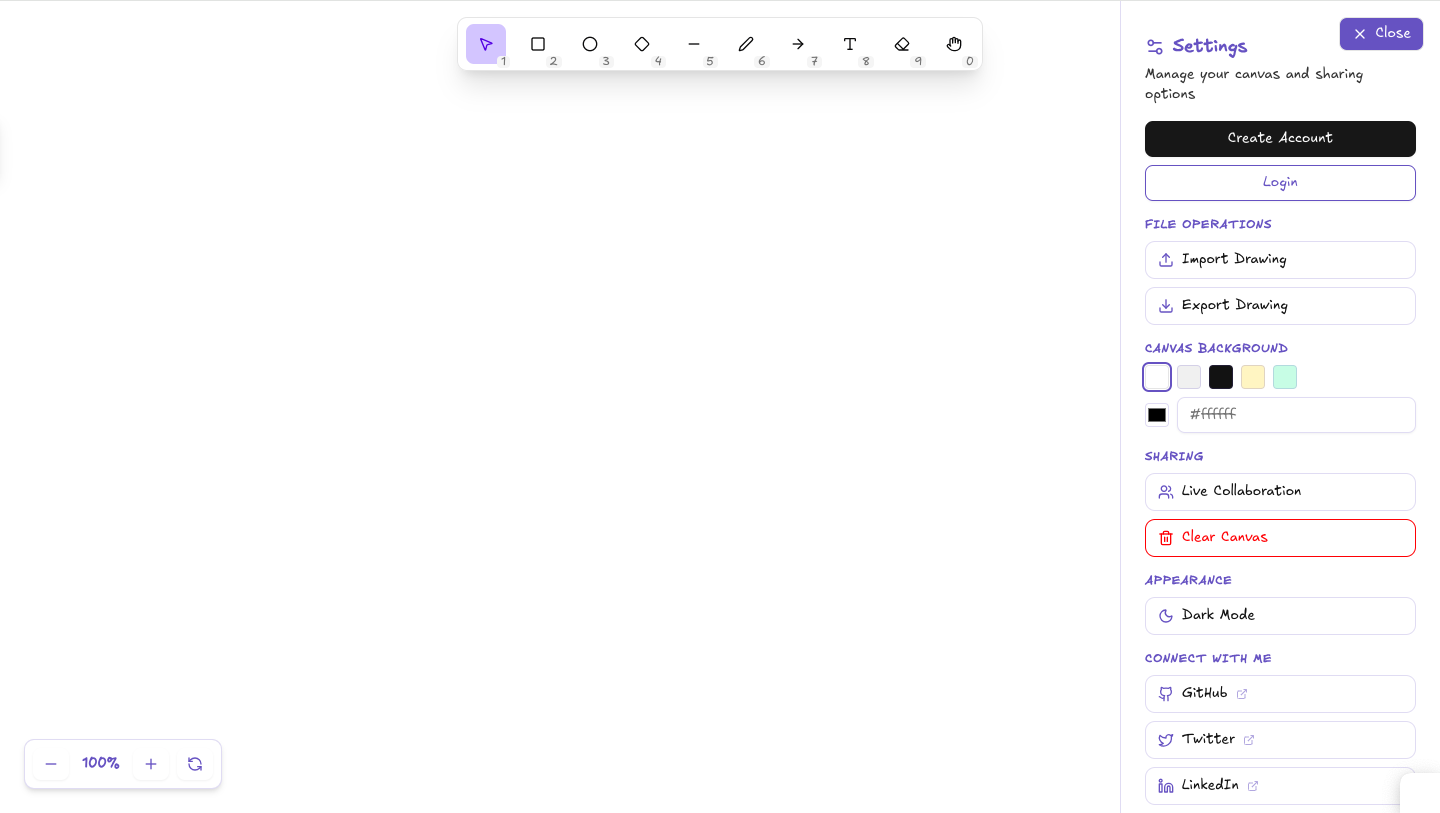 1
2
3
4
5
6
7
8
9
0
Settings
Close
Manage your canvas and sharing
options
Create Account
Login
FILE OPERATIONS
Import Drawing
Export Drawing
CANVAS BACKGROUND
#ffffff
SHARING
Live Collaboration
Clear Canvas
APPEARANCE
Dark Mode
CONNECT WITH ME
GitHub
Twitter
LinkedIn
100%